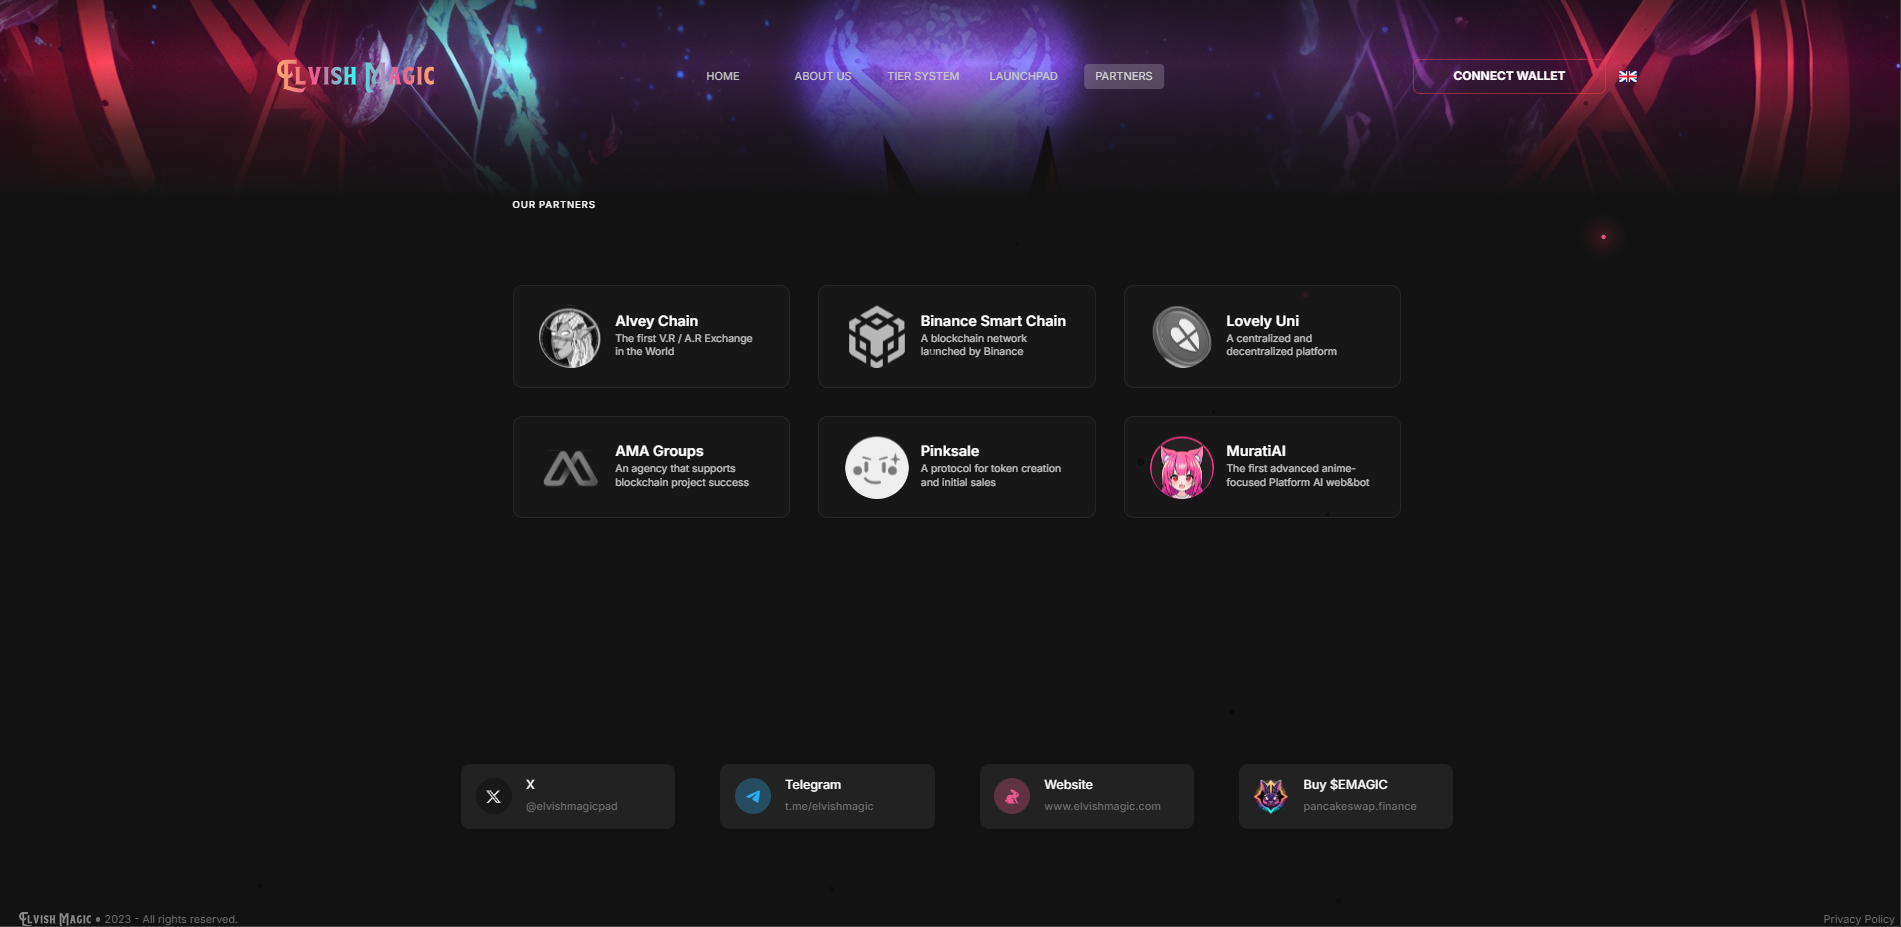 Elvish Magic
HOME
ABOUT US
TIER SYSTEM
LAUNCHPAD
PARTNERS
CONNECT WALLET
OUR PARTNERS
Alvey Chain
The first V.R / A.R Exchange
in the World
Binance Smart Chain
A blockchain network
launched by Binance
Lovely Uni
A centralized and
decentralized platform
AMA Groups
An agency that supports
blockchain project success
Pinksale
A protocol for token creation
and initial sales
MuratiAI
The first advanced anime-
focused Platform AI web&bot
X
@elvishmagicpad
Telegram
t.me/elvishmagic
Website
www.elvishmagic.com
Buy $EMAGIC
pancakeswap.finance
Elvish Magic • 2023 - All rights reserved.
Privacy Policy